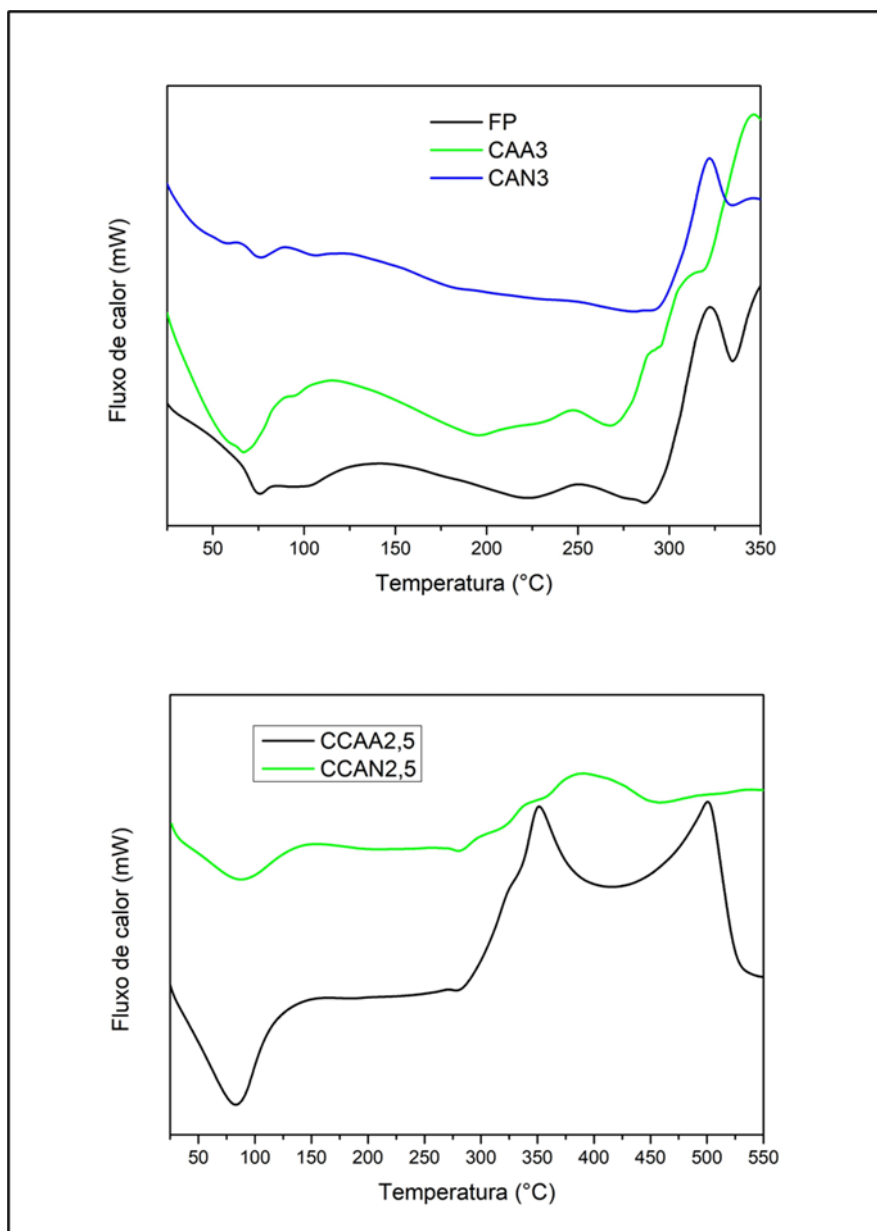 FP
CAA3
CAN3
Fluxo de calor (mW)
50 100 150 200 250 300 350
Temperatura (°C)
CCAA2,5
CCAN2,5
Fluxo de calor (mW)
50 100 150 200 250 300 350 400 450 500 550
Temperatura (°C)